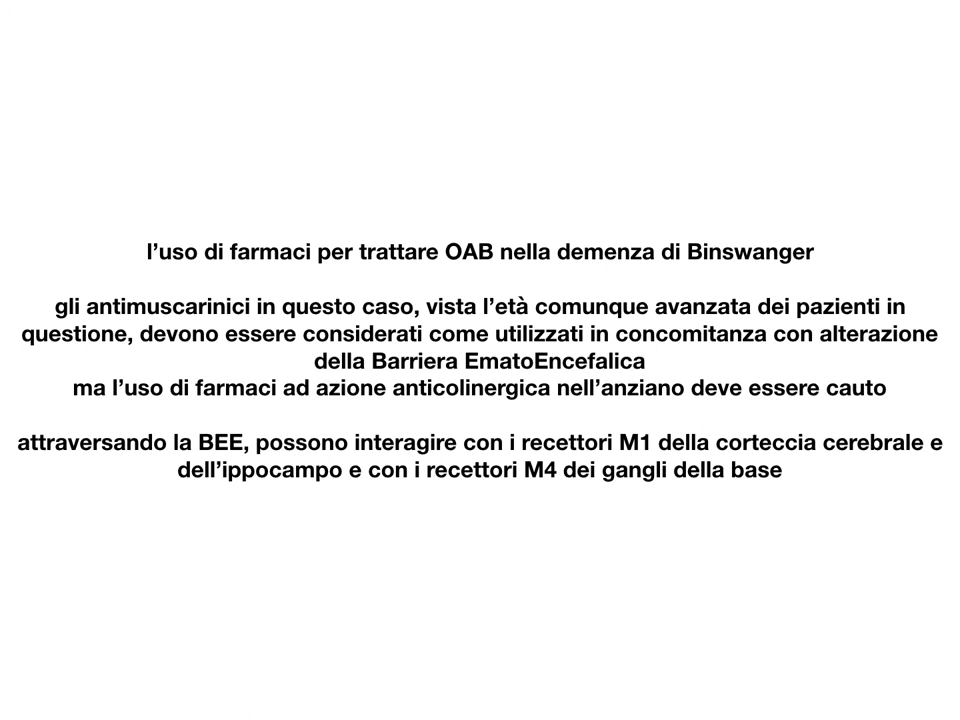 l’uso di farmaci per trattare OAB nella demenza di Binswanger
gli antimuscarinici in questo caso, vista l’età comunque avanzata dei pazienti in
questione, devono essere considerati come utilizzati in concomitanza con alterazione
della Barriera EmatoEncefalica
ma l’uso di farmaci ad azione anticolinergica nell’anziano deve essere cauto
attraversando la BEE, possono interagire con i recettori M1 della corteccia cerebrale e
dell’ippocampo e con i recettori M4 dei gangli della base